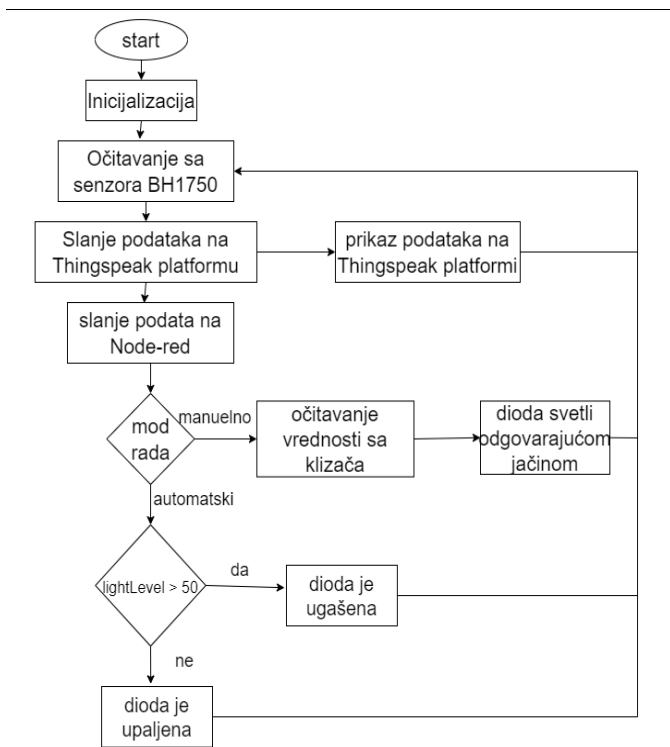 start
Inicijalizacija
Očitavanje sa
senzora BH1750
Slanje podataka na
Thingspeak platformu
prikaz podataka na
Thingspeak platformi
slanje podata na
Node-red
mod
rada
manuelno
očitavanje
vrednosti sa
klizača
dioda svetli
odgovarajućom
jačinom
automatski
lightLevel > 50
da
dioda je
ugašena
ne
dioda je
upaljena